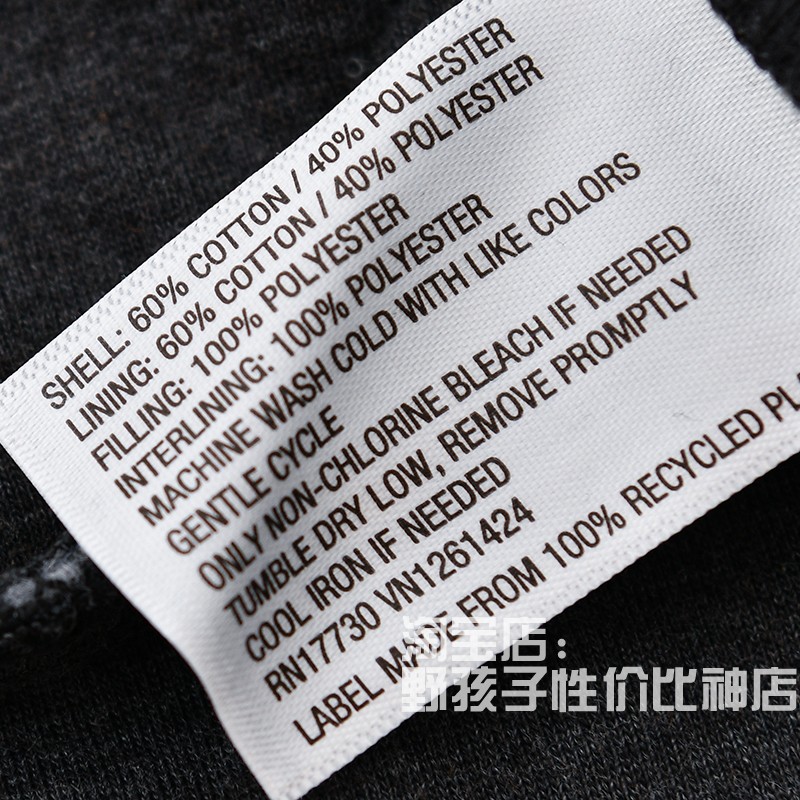 SHELL: 60% COTTON / 40% POLYESTER
LINING: 60% COTTON / 40% POLYESTER
FILLING: 100% POLYESTER
INTERLINING: 100% POLYESTER
MACHINE WASH COLD WITH LIKE COLORS
GENTLE CYCLE
ONLY NON-CHLORINE BLEACH IF NEEDED
TUMBLE DRY LOW, REMOVE PROMPTLY
COOL IRON IF NEEDED
RN17730 VN1261424
LABEL MADE FROM 100% RECYCLED
淘宝店：
野孩子性价比神店